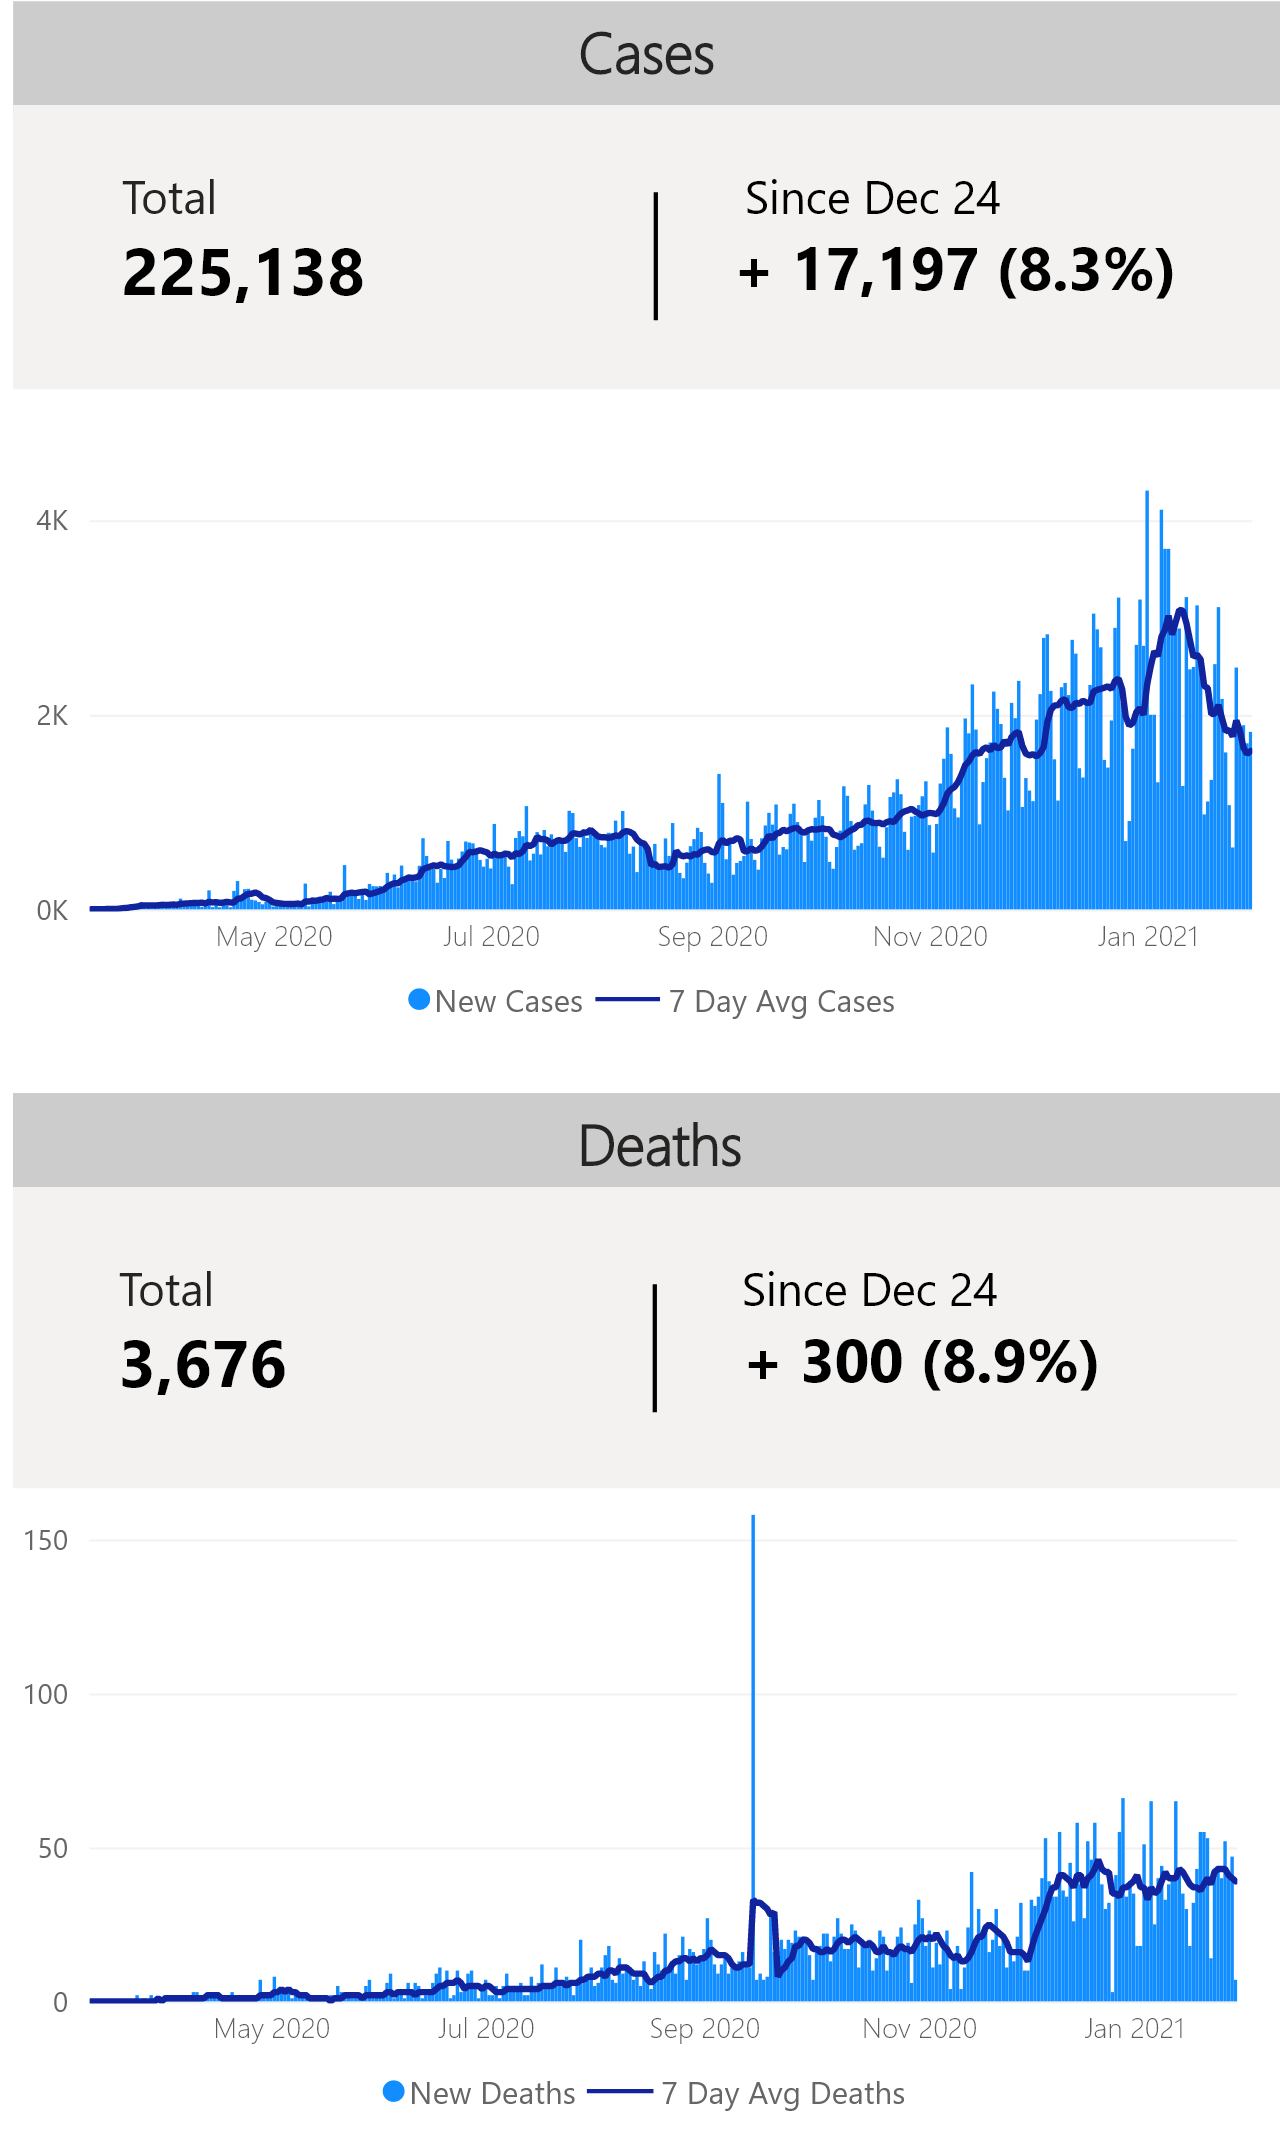 Cases
Total
Since Dec 24
225,138
+ 17,197 (8.3%)
4K
2K
0K
May 2020
Jul 2020
Sep 2020
Nov 2020
Jan 2021
New Cases
7 Day Avg Cases
Deaths
Total
Since Dec 24
3,676
+ 300 (8.9%)
150
100
50
0
May 2020
Jul 2020
Sep 2020
Nov 2020
Jan 2021
New Deaths
7 Day Avg Deaths